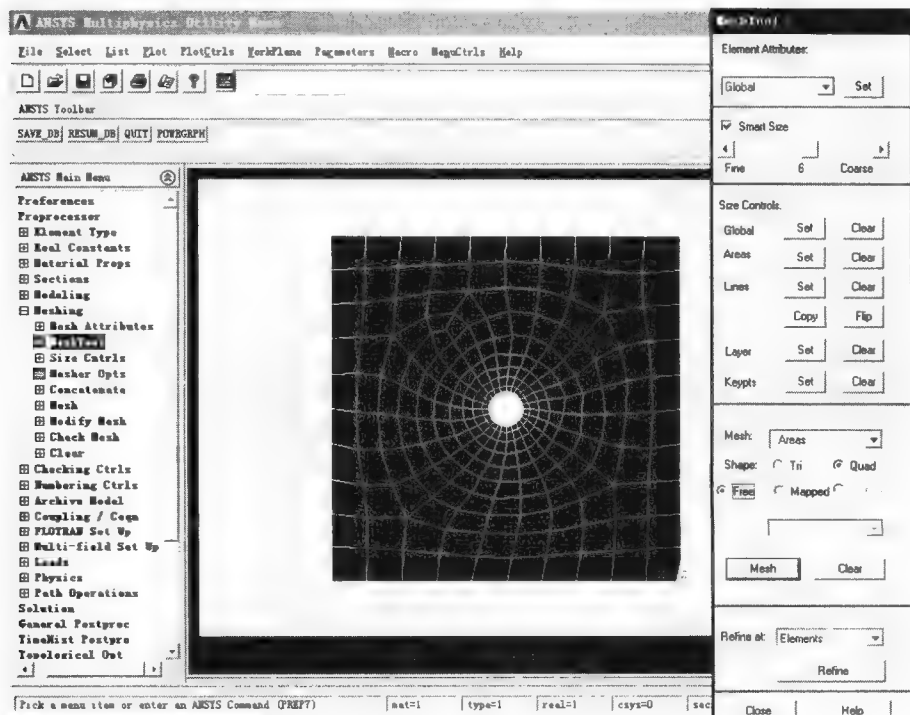 ANSYS Multiphysics Utility Menu
File Select List Plot PlotCtrls WorkPlane Parameters Macro MenuCtrls Help
ANSYS Toolbar
SAVE_DB RESUM_DB QUIT POWRGRPH
ANSYS Main Menu
Preferences
Preprocessor
Element Type
Real Constants
Material Props
Sections
Modeling
Meshing
Mesh Attributes
Size Cntrls
Mesher Opts
Concatenate
Mesh
Modify Mesh
Check Mesh
Clear
Checking Ctrls
Numbering Ctrls
Archive Model
Coupling / Ceqn
FLOTRAN Set Up
Multi-field Set Up
Loads
Physics
Path Operations
Solution
General Postproc
TimeHist Postpro
Topological Opt
Pick a menu item or enter an ANSYS Command (PREP7)
mat=1
type=1
real=1
csys=0
sec
MeshTool
Element Attributes:
Global Set
Smart Size
Fine 6 Coarse
Size Controls:
Global Set Clear
Areas Set Clear
Lines Set Clear
Copy Flip
Layer Set Clear
Keypts Set Clear
Mesh: Areas
Shape: Tri Quad
Free Mapped
Mesh Clear
Refine at: Elements
Refine
Close Help